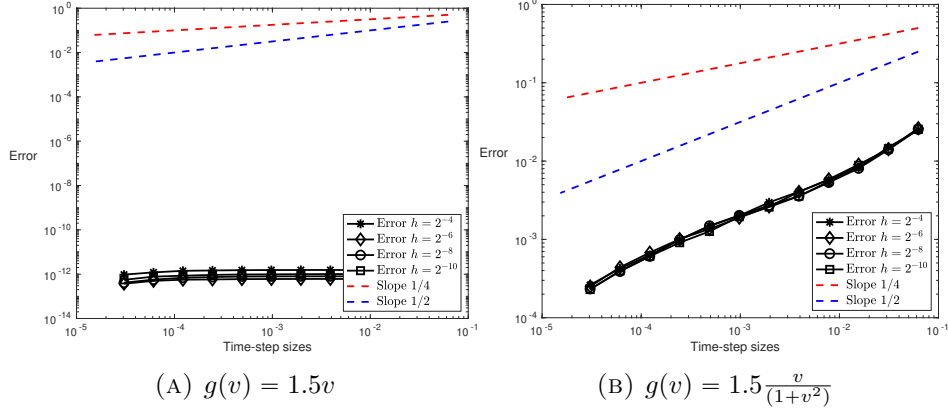 10^0
10^-2
10^-4
10^-6
Error
10^-8
10^-10
10^-12
10^-14
10^-5
10^-4
10^-3
10^-2
10^-1
Time-step sizes
Error h = 2^-4
Error h = 2^-6
Error h = 2^-8
Error h = 2^-10
Slope 1/4
Slope 1/2
(A) g(v) = 1.5v
10^0
10^-1
Error
10^-2
10^-3
10^-4
10^-5
10^-4
10^-3
10^-2
10^-1
Time-step sizes
Error h = 2^-4
Error h = 2^-6
Error h = 2^-8
Error h = 2^-10
Slope 1/4
Slope 1/2
(B) g(v) = 1.5 v/(1+v^2)